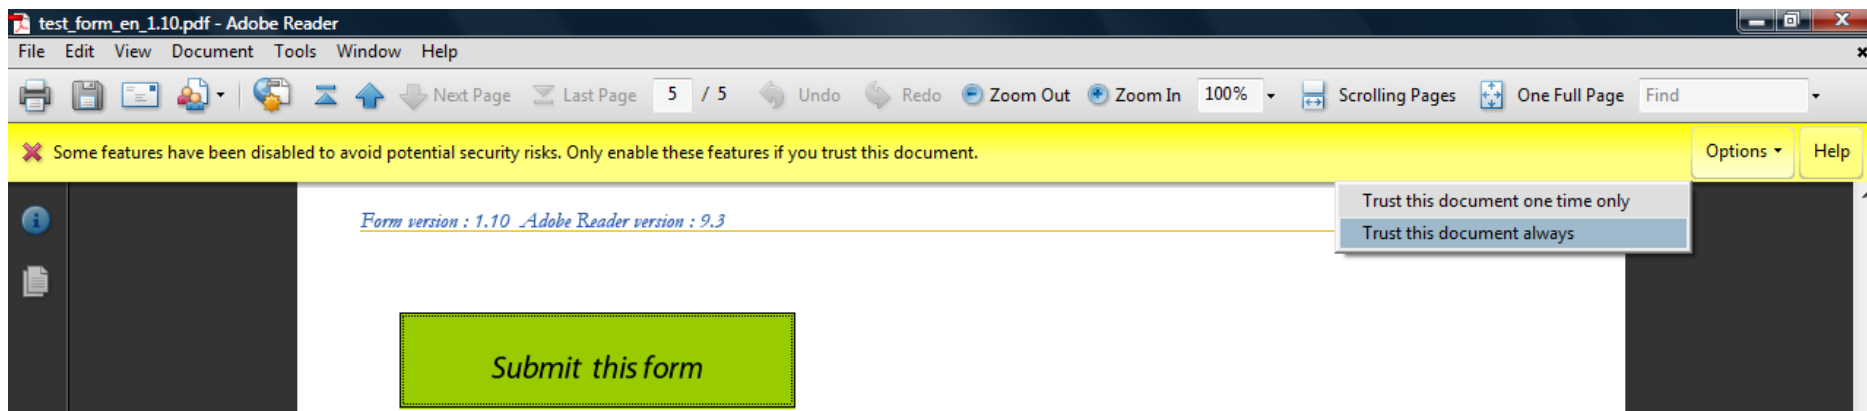 test_form_en_1.10.pdf - Adobe Reader
File Edit View Document Tools Window Help
Next Page Last Page 5 / 5 Undo Redo Zoom Out Zoom In 100% Scrolling Pages One Full Page Find
Some features have been disabled to avoid potential security risks. Only enable these features if you trust this document. Options Help
Trust this document one time only
Form version : 1.10 Adobe Reader version : 9.3
Trust this document always
Submit this form